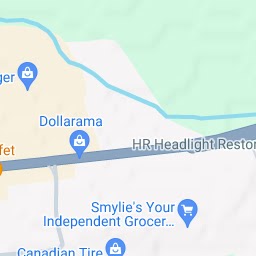 ger
Dollarama
HR Headlight Restor
fet
Smylie's Your
Independent Grocer...
Canadian Tire